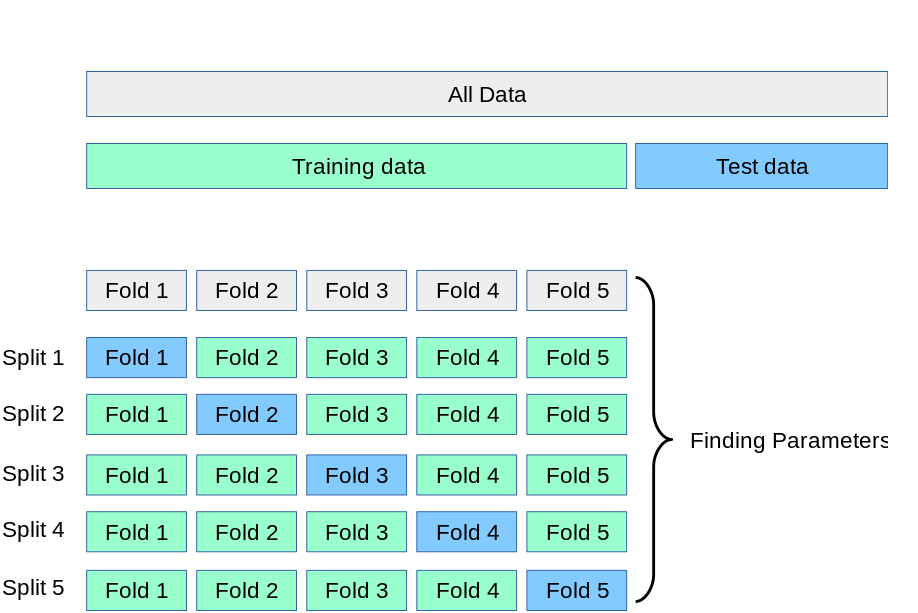 All Data
Training data Test data
Fold 1 Fold 2 Fold 3 Fold 4 Fold 5
Split 1 Fold 1 Fold 2 Fold 3 Fold 4 Fold 5
Split 2 Fold 1 Fold 2 Fold 3 Fold 4 Fold 5
Finding Parameters
Split 3 Fold 1 Fold 2 Fold 3 Fold 4 Fold 5
Split 4 Fold 1 Fold 2 Fold 3 Fold 4 Fold 5
Split 5 Fold 1 Fold 2 Fold 3 Fold 4 Fold 5